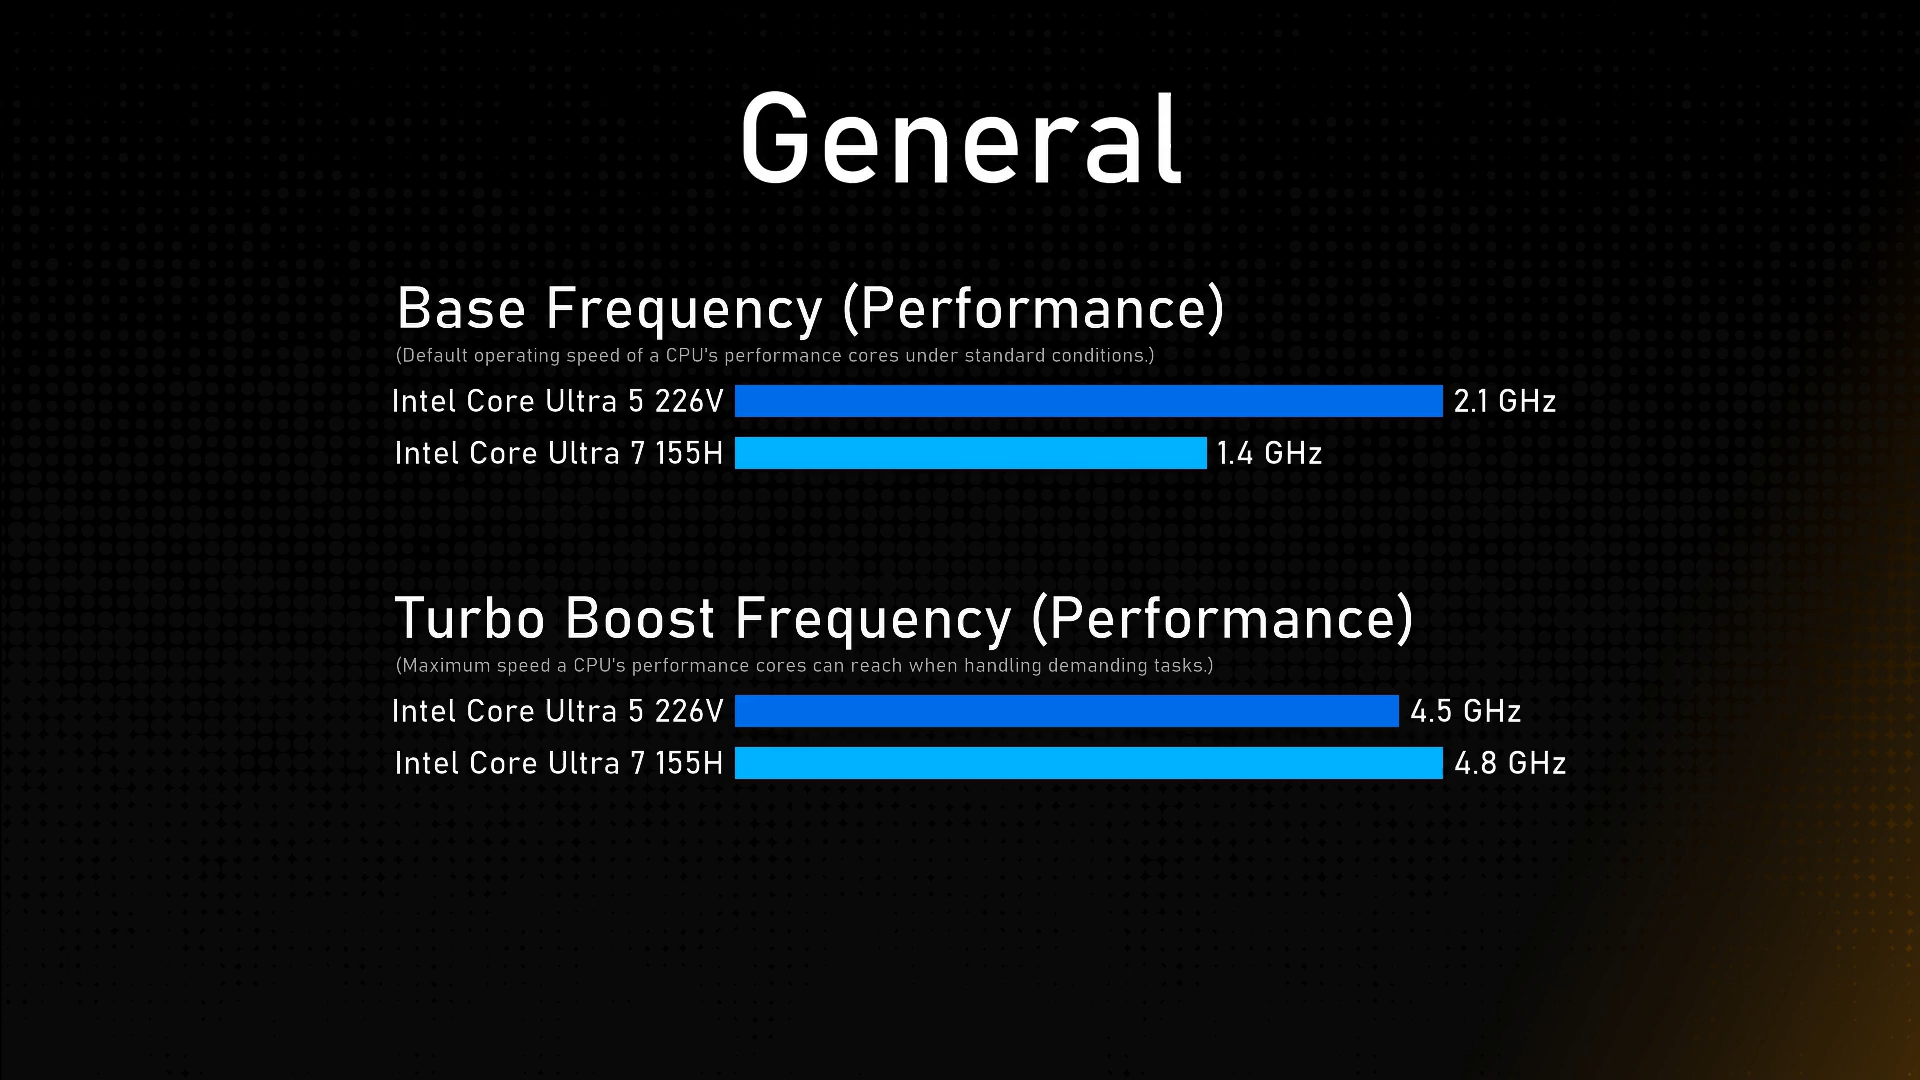 General
Base Frequency (Performance)
(Default operating speed of a CPU's performance cores under standard conditions.)
Intel Core Ultra 5 226V 2.1 GHz
Intel Core Ultra 7 155H 1.4 GHz
Turbo Boost Frequency (Performance)
(Maximum speed a CPU's performance cores can reach when handling demanding tasks.)
Intel Core Ultra 5 226V 4.5 GHz
Intel Core Ultra 7 155H 4.8 GHz